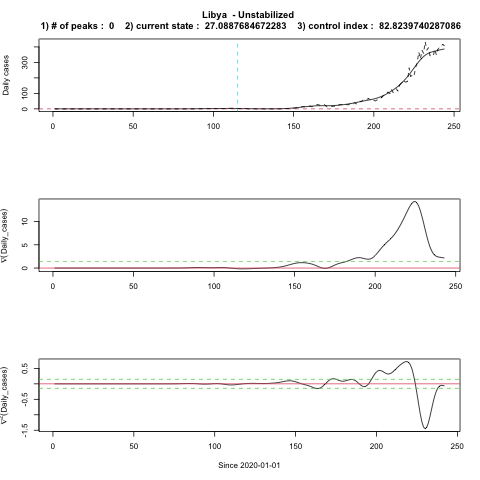 Libya - Unstabilized
1) # of peaks : 0 2) current state : 27.0887684672283 3) control index : 82.8239740287086
Daily cases
0 100 300
0 50 100 150 200 250
∇(Daily_cases)
0 5 10
0 50 100 150 200 250
∇²(Daily_cases)
-1.5 -0.5 0.5
0 50 100 150 200 250
Since 2020-01-01